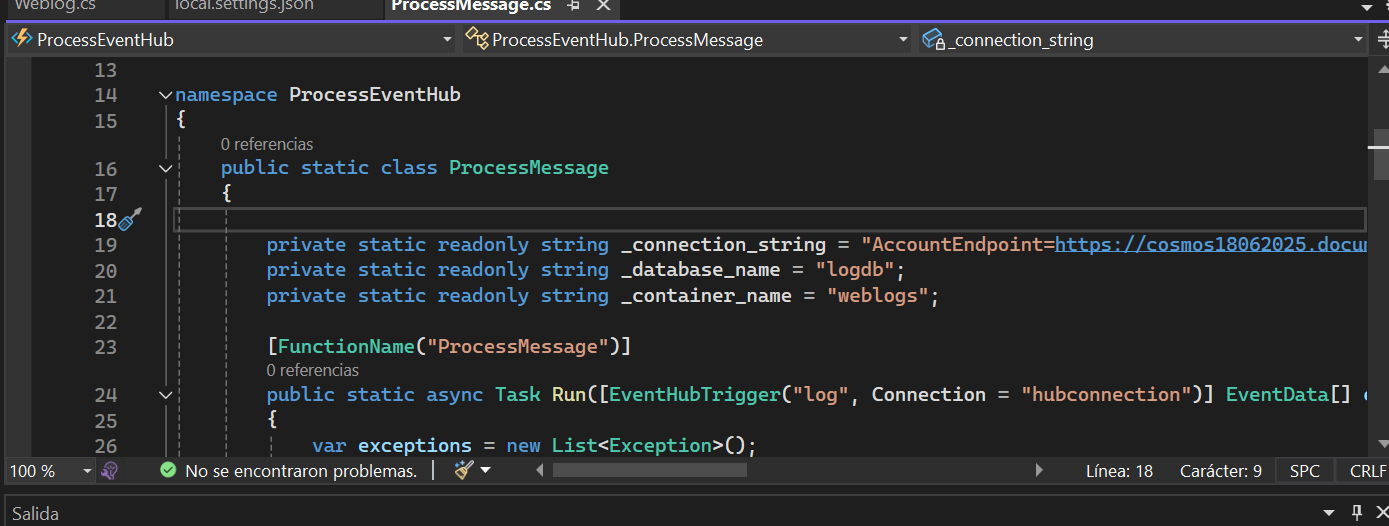 Weblog.cs local.settings.json ProcessMessage.cs
ProcessEventHub ProcessEventHub.ProcessMessage _connection_string
13
14 namespace ProcessEventHub
15 {
0 referencias
16 public static class ProcessMessage
17 {
18
19 private static readonly string _connection_string = "AccountEndpoint=https://cosmos18062025.docum
20 private static readonly string _database_name = "logdb";
21 private static readonly string _container_name = "weblogs";
22
23 [FunctionName("ProcessMessage")]
0 referencias
24 public static async Task Run([EventHubTrigger("log", Connection = "hubconnection")] EventData[]
25 {
26 var exceptions = new List<Exception>();
100 % No se encontraron problemas. Línea: 18 Carácter: 9 SPC CRLF
Salida